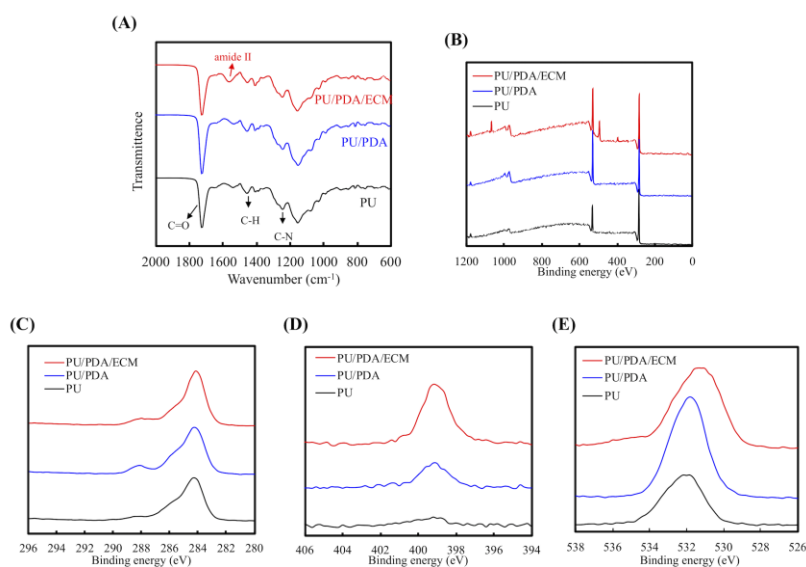 (A)
amide II
PU/PDA/ECM
PU/PDA
PU
C=O
C-H
C-N
Transmittence
2000 1800 1600 1400 1200 1000 800 600
Wavenumber (cm⁻¹)
(B)
PU/PDA/ECM
PU/PDA
PU
1200 1000 800 600 400 200 0
Binding energy (eV)
(C)
PU/PDA/ECM
PU/PDA
PU
296 294 292 290 288 286 284 282 280
Binding energy (eV)
(D)
PU/PDA/ECM
PU/PDA
PU
406 404 402 400 398 396 394
Binding energy (eV)
(E)
PU/PDA/ECM
PU/PDA
PU
538 536 534 532 530 528 526
Binding energy (eV)